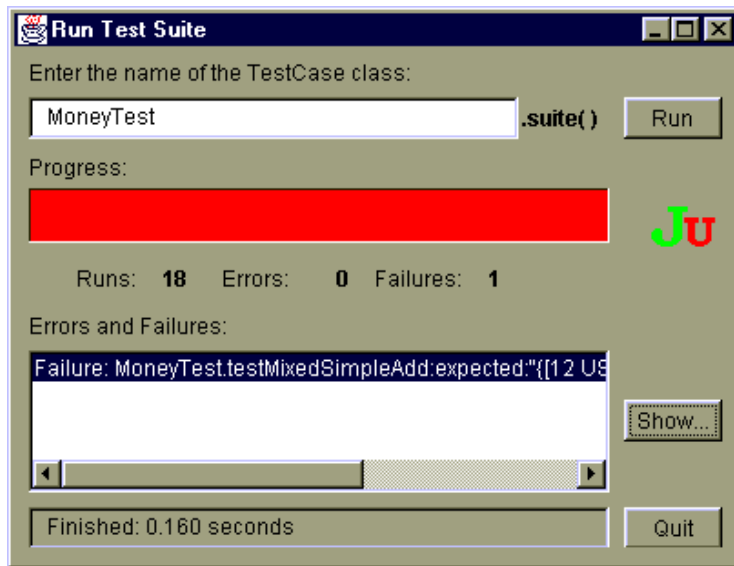 Run Test Suite
Enter the name of the TestCase class:
MoneyTest .suite( ) Run
Progress:
JU
Runs: 18 Errors: 0 Failures: 1
Errors and Failures:
Failure: MoneyTest.testMixedSimpleAdd:expected:"{[12 US
Show...
Finished: 0.160 seconds Quit